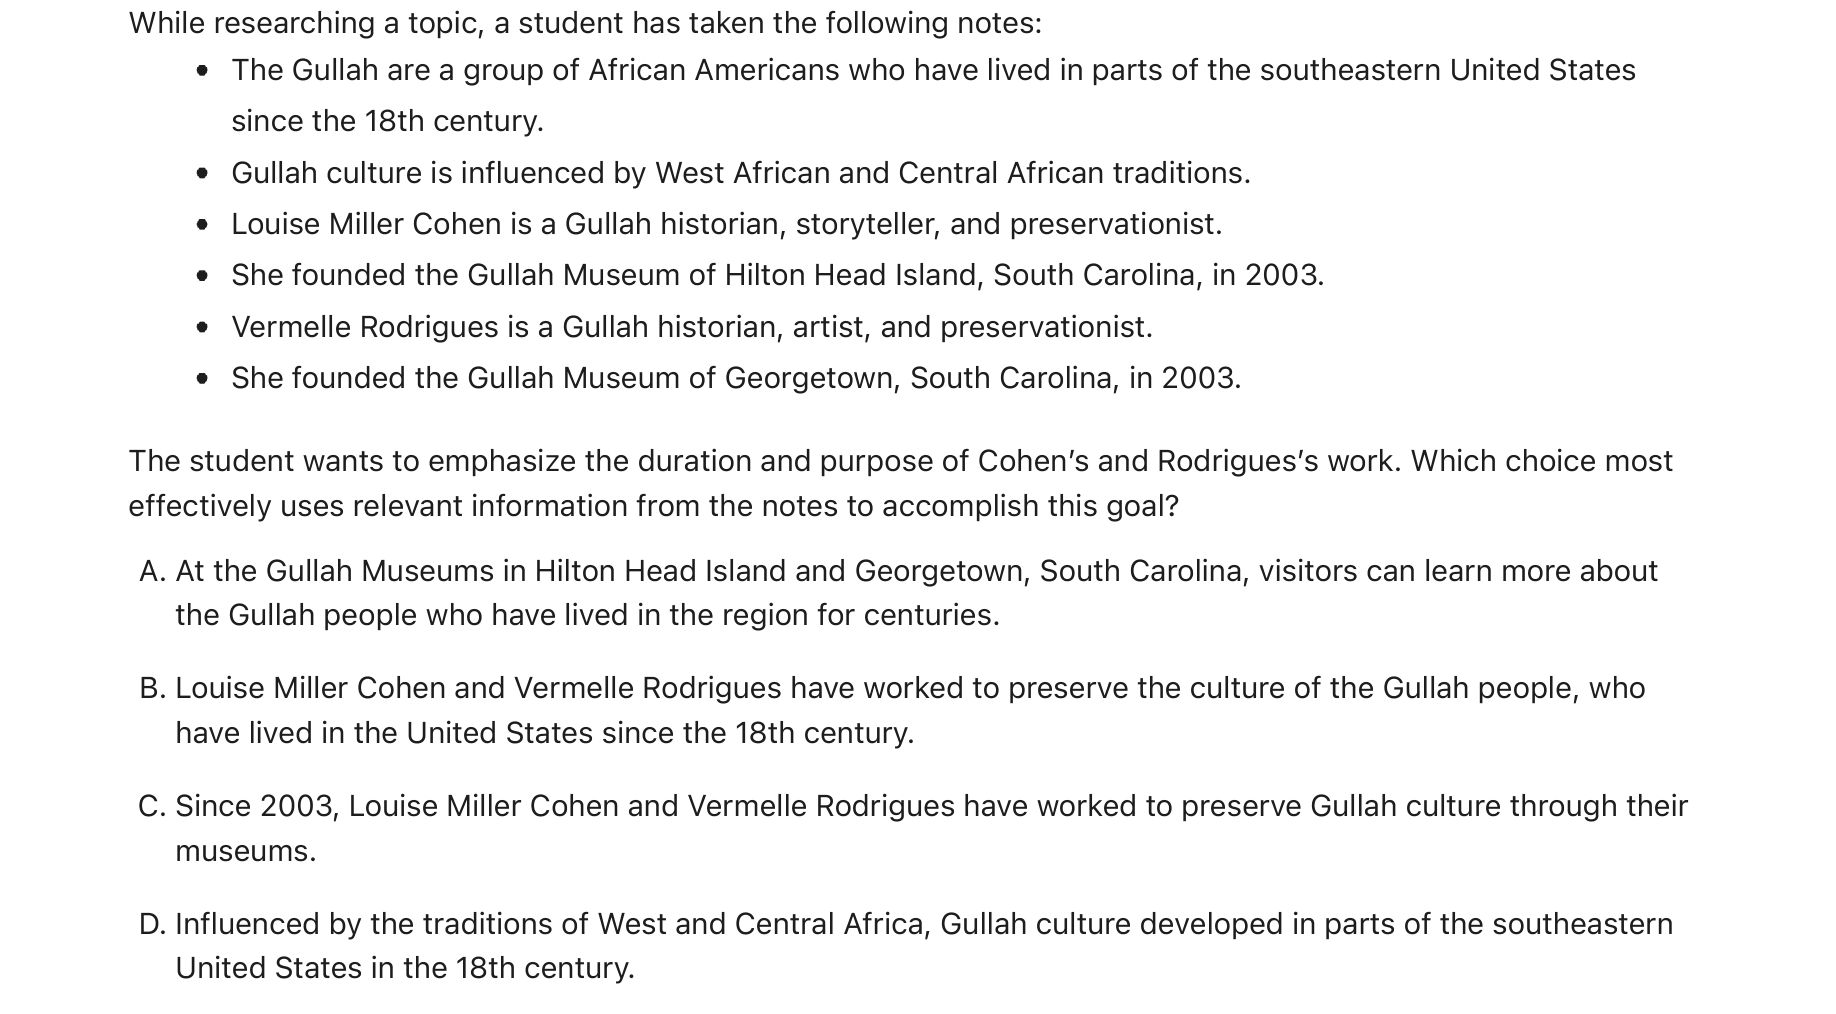 While researching a topic, a student has taken the following notes:
• The Gullah are a group of African Americans who have lived in parts of the southeastern United States
since the 18th century.
• Gullah culture is influenced by West African and Central African traditions.
• Louise Miller Cohen is a Gullah historian, storyteller, and preservationist.
• She founded the Gullah Museum of Hilton Head Island, South Carolina, in 2003.
• Vermelle Rodrigues is a Gullah historian, artist, and preservationist.
• She founded the Gullah Museum of Georgetown, South Carolina, in 2003.
The student wants to emphasize the duration and purpose of Cohen’s and Rodrigues’s work. Which choice most
effectively uses relevant information from the notes to accomplish this goal?
A. At the Gullah Museums in Hilton Head Island and Georgetown, South Carolina, visitors can learn more about
the Gullah people who have lived in the region for centuries.
B. Louise Miller Cohen and Vermelle Rodrigues have worked to preserve the culture of the Gullah people, who
have lived in the United States since the 18th century.
C. Since 2003, Louise Miller Cohen and Vermelle Rodrigues have worked to preserve Gullah culture through their
museums.
D. Influenced by the traditions of West and Central Africa, Gullah culture developed in parts of the southeastern
United States in the 18th century.